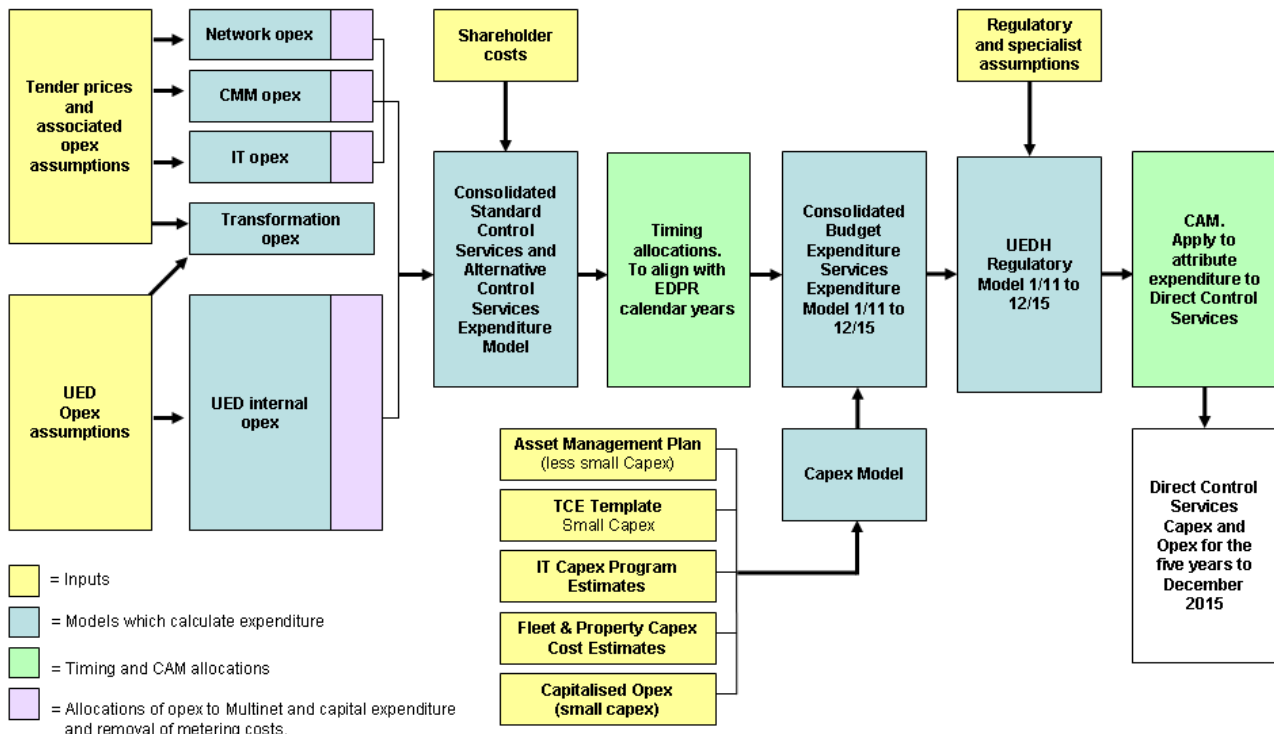 Tender prices
and
associated
opex
assumptions
Network opex
CMM opex
IT opex
Transformation
opex
UED
Opex
assumptions
UED internal
opex
Shareholder
costs
Consolidated
Standard
Control
Services and
Alternative
Control
Services
Expenditure
Model
Timing
allocations.
To align with
EDPR
calendar years
Consolidated
Budget
Expenditure
Services
Expenditure
Model 1/11 to
12/15
Regulatory
and specialist
assumptions
UEDH
Regulatory
Model 1/11 to
12/15
CAM.
Apply to
attribute
expenditure to
Direct Control
Services
Asset Management Plan
(less small Capex)
TCE Template
Small Capex
IT Capex Program
Estimates
Fleet & Property Capex
Cost Estimates
Capitalised Opex
(small capex)
Capex Model
Direct Control
Services
Capex and
Opex for the
five years to
December
2015
= Inputs
= Models which calculate expenditure
= Timing and CAM allocations
= Allocations of opex to Multinet and capital expenditure
and removal of metering costs.